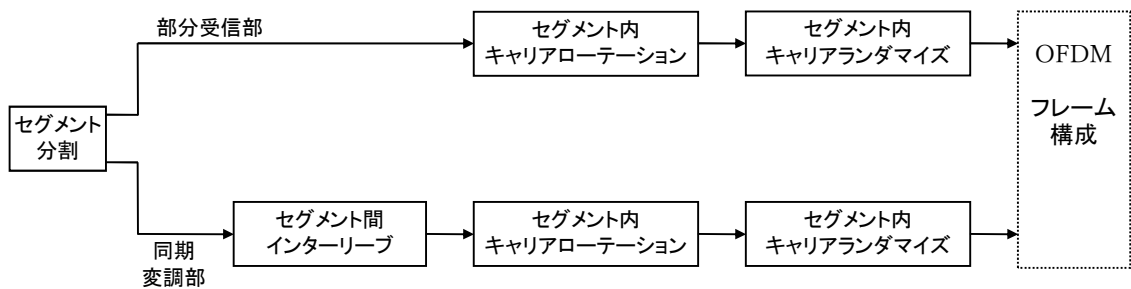 部分受信部
セグメント内
キャリアローテーション
セグメント内
キャリアランダマイズ
OFDM
フレーム
構成
セグメント
分割
同期
変調部
セグメント間
インターリーブ
セグメント内
キャリアローテーション
セグメント内
キャリアランダマイズ